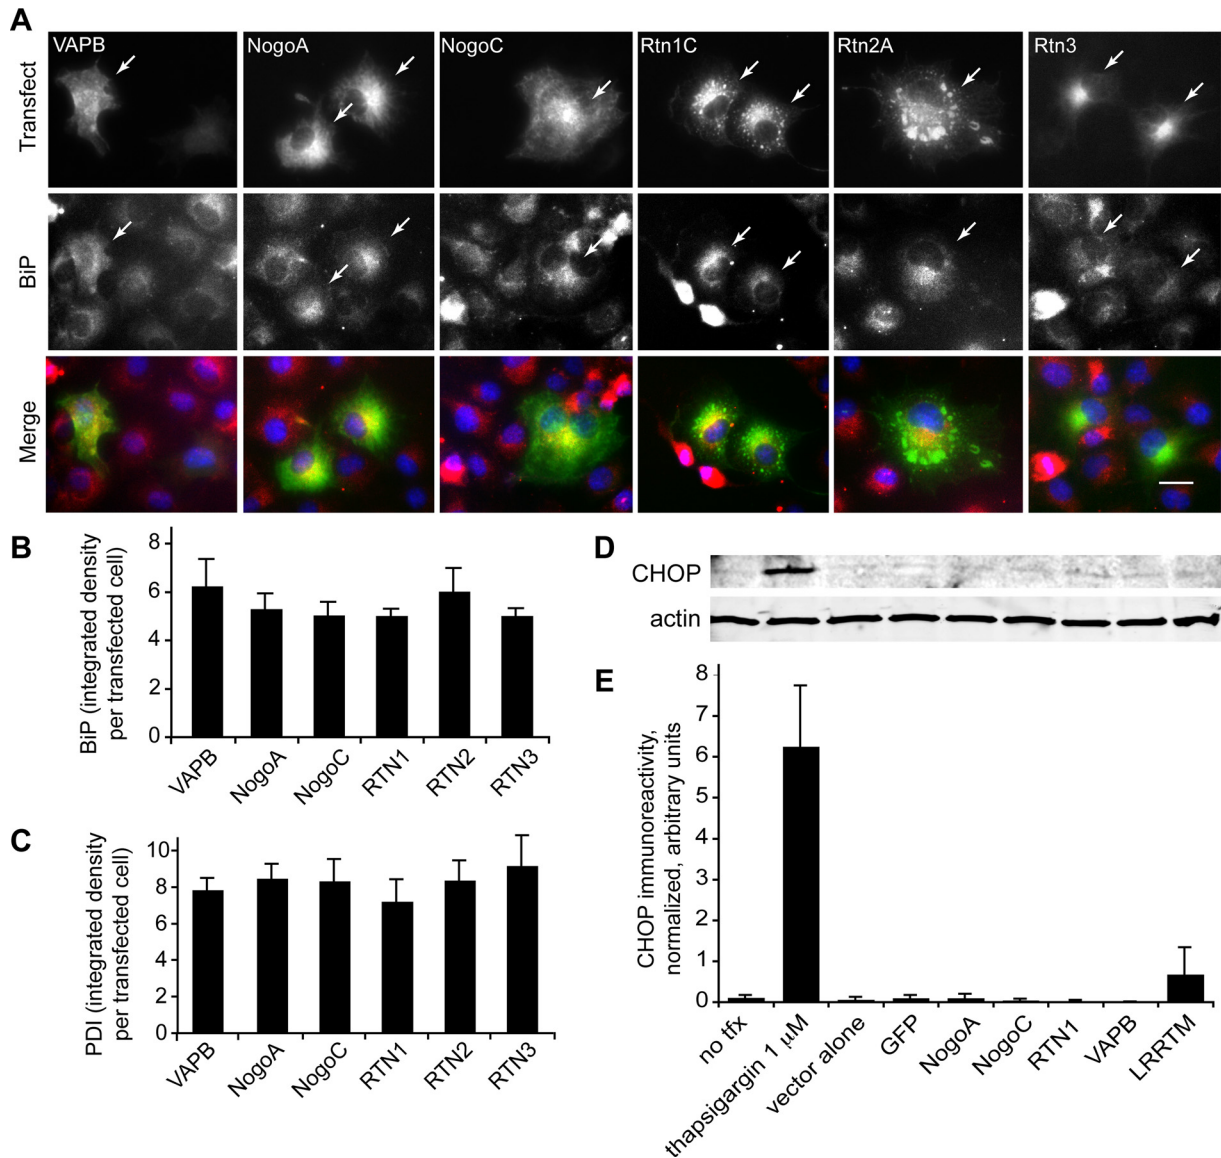 A
VAPB
NogoA
NogoC
Rtn1C
Rtn2A
Rtn3
Transfect
BiP
Merge
B
BiP (integrated density
per transfected cell)
8
6
4
2
0
VAPB
NogoA
NogoC
RTN1
RTN2
RTN3
C
PDI (integrated density
per transfected cell)
10
8
6
4
2
0
VAPB
NogoA
NogoC
RTN1
RTN2
RTN3
D
CHOP
actin
E
CHOP immunoreactivity,
normalized, arbitrary units
8
7
6
5
4
3
2
1
0
no tfx
thapsigargin 1 μM
vector alone
GFP
NogoA
NogoC
RTN1
VAPB
LRRTM